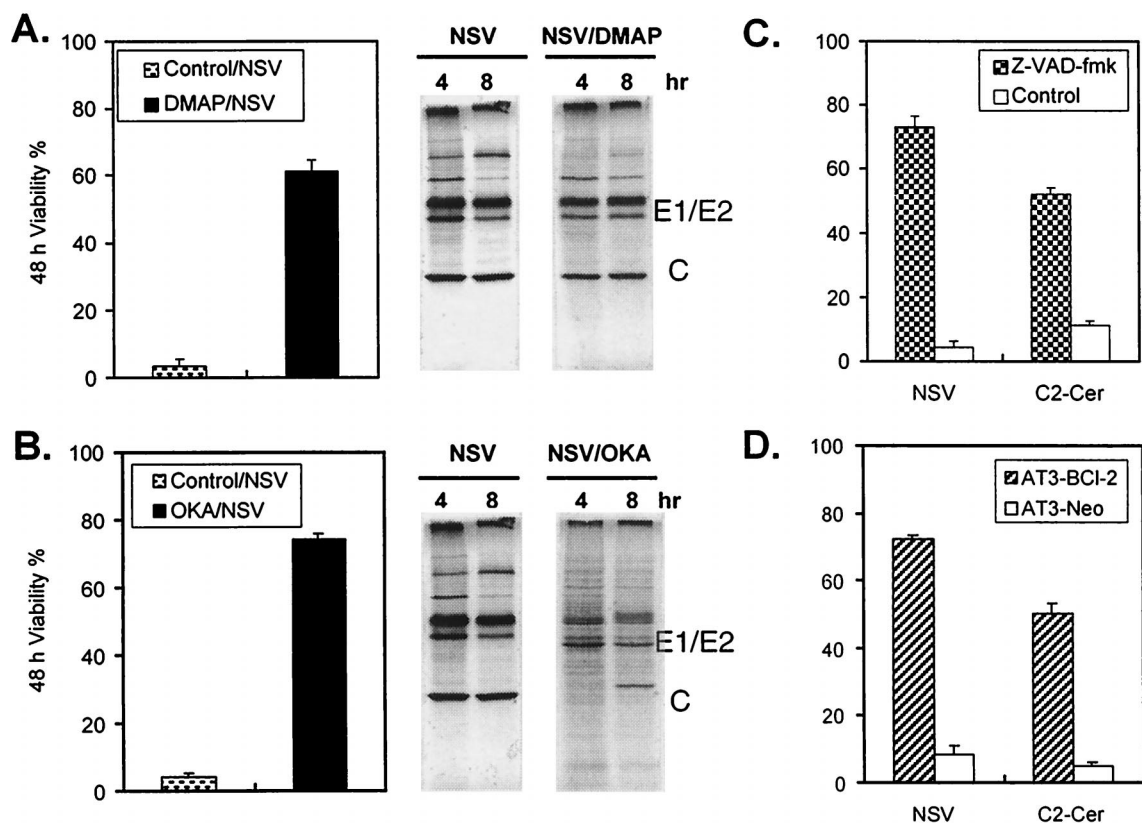 A.
48 h Viability %
100
80
60
40
20
0
Control/NSV
DMAP/NSV
NSV NSV/DMAP
4 8 4 8 hr
E1/E2
C
B.
48 h Viability %
100
80
60
40
20
0
Control/NSV
OKA/NSV
NSV NSV/OKA
4 8 4 8 hr
E1/E2
C
C.
100
80
60
40
20
0
Z-VAD-fmk
Control
NSV C2-Cer
D.
100
80
60
40
20
0
AT3-BCl-2
AT3-Neo
NSV C2-Cer